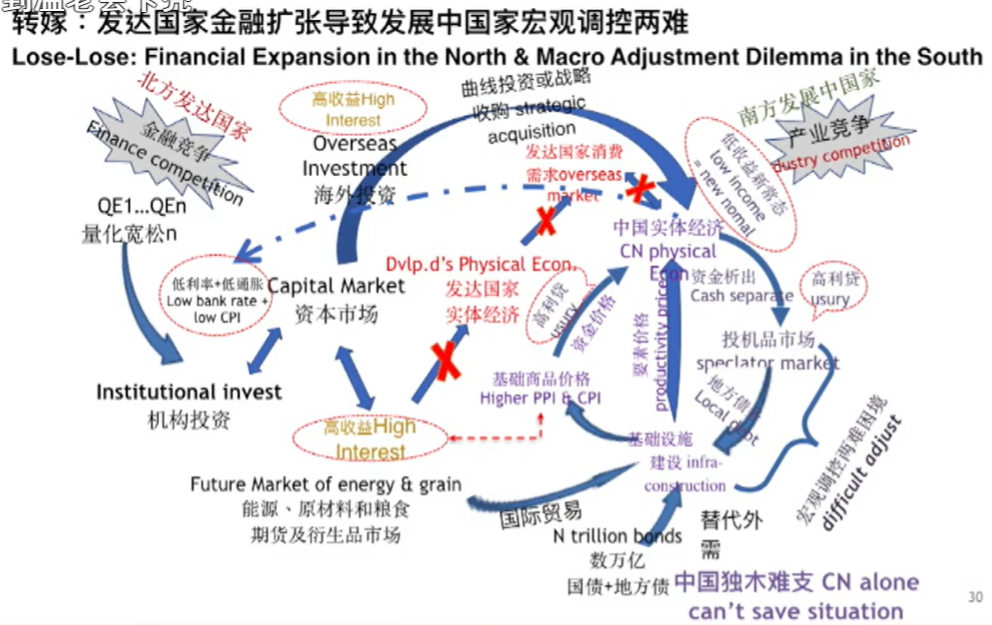 到温老会下凭
转嫁：发达国家金融扩张导致发展中国家宏观调控两难
Lose-Lose: Financial Expansion in the North & Macro Adjustment Dilemma in the South
北方发达国家
金融竞争
Finance competition
QE1...QEn
量化宽松n
高收益High
Interest
Overseas
Investment
海外投资
曲线投资或战略
收购 strategic
acquisition
发达国家消费
需求overseas
market
南方发展中国家
产业竞争
dustry competition
低收益新常态
low income
= new nomal
低利率+低通胀
Low bank rate +
low CPI
Capital Market
资本市场
Dvlp.d's Physical Econ.
发达国家
实体经济
中国实体经济
CN physical
Econ
高利贷
usury
资金价格
要素价格
productivity prices
资金析出
Cash separate
高利贷
usury
投机品市场
speclator market
Institutional invest
机构投资
高收益High
Interest
基础商品价格
Higher PPI & CPI
地方债
Local debt
基础设施
建设 infra-
construction
宏观调控两难困境
difficult adjust
Future Market of energy & grain
能源、原材料和粮食
期货及衍生品市场
国际贸易
N trillion bonds
数万亿
国债+地方债
替代外
需
中国独木难支 CN alone
can't save situation
30